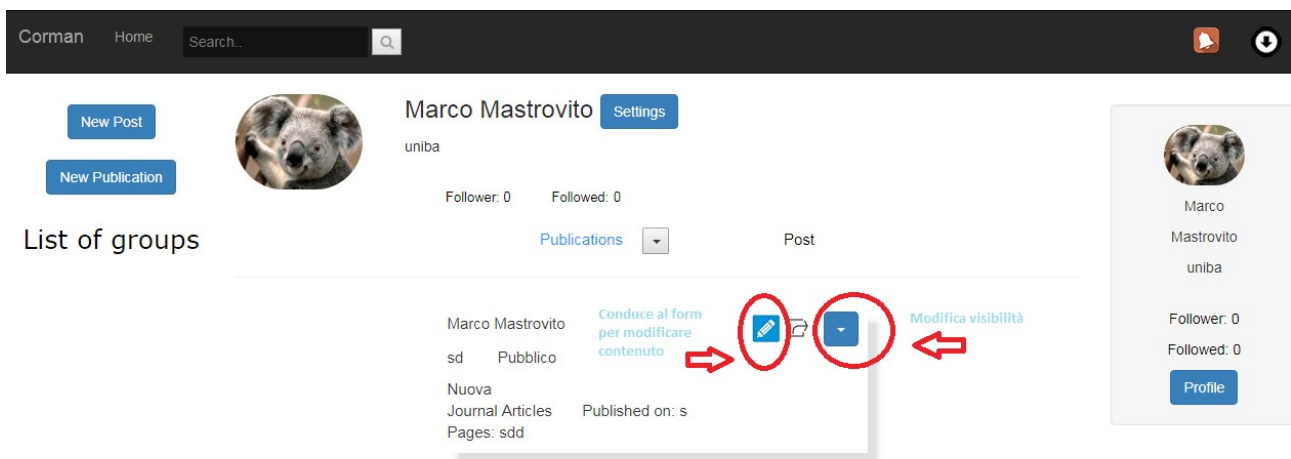 Corman Home Search..
New Post
New Publication
List of groups
Marco Mastrovito Settings
uniba
Follower: 0 Followed: 0
Publications Post
Marco Mastrovito
sd Pubblico
Nuova
Journal Articles Published on: s
Pages: sdd
Conduce al form
per modificare
contenuto
Modifica visibilità
Marco
Mastrovito
uniba
Follower: 0
Followed: 0
Profile